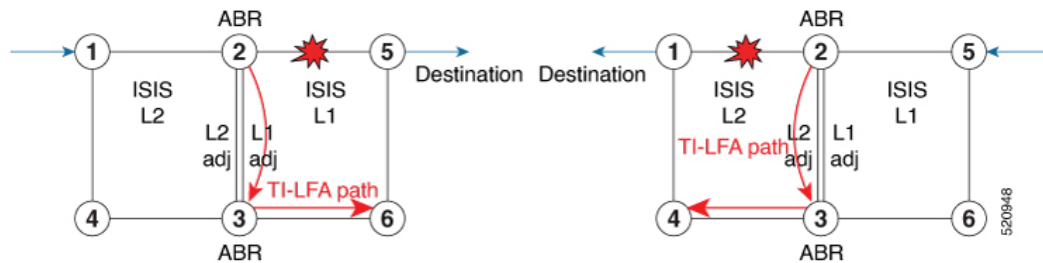 ABR
1
2
5
Destination
ISIS
L2
ISIS
L1
L2
adj
L1
adj
TI-LFA path
4
3
6
ABR
ABR
1
2
5
Destination
ISIS
L2
ISIS
L1
L2
adj
L1
adj
TI-LFA path
4
3
6
ABR
520948